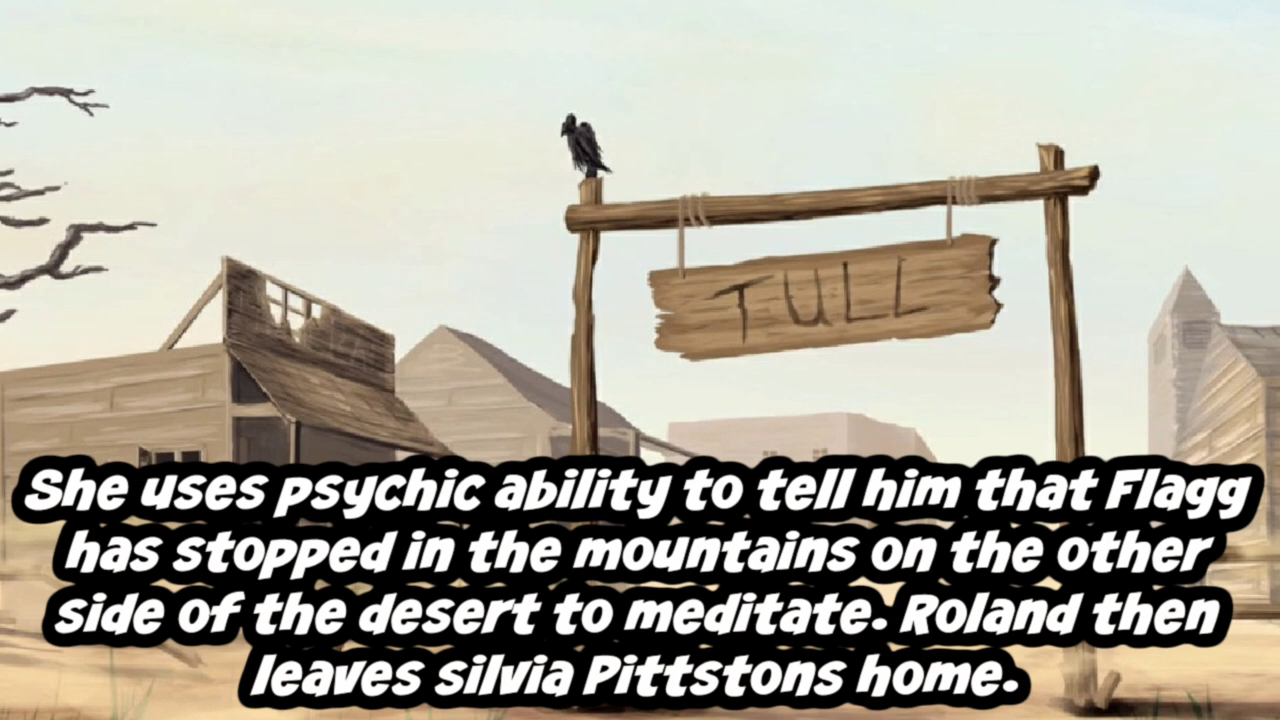 TULL
She uses psychic ability to tell him that Flagg
has stopped in the mountains on the other
side of the desert to meditate. Roland then
leaves silvia Pittstons home.